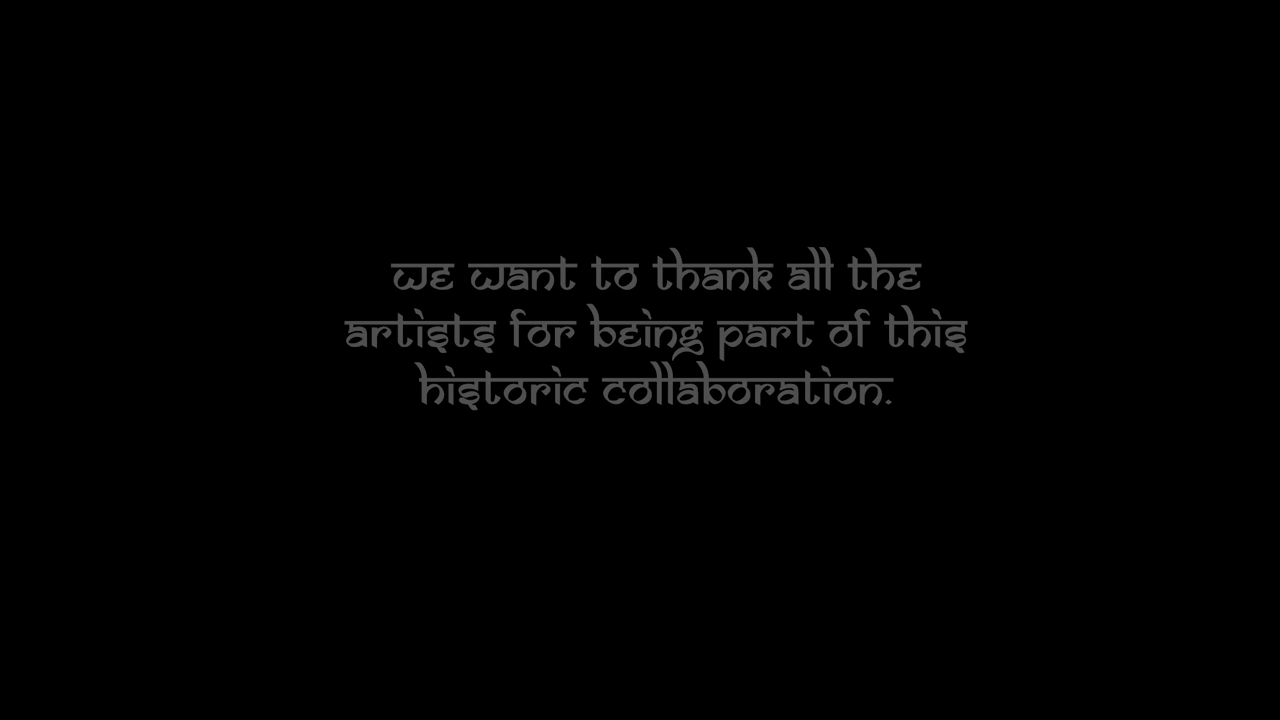 we want to thank all the
artists for being part of this
historic collaboration.